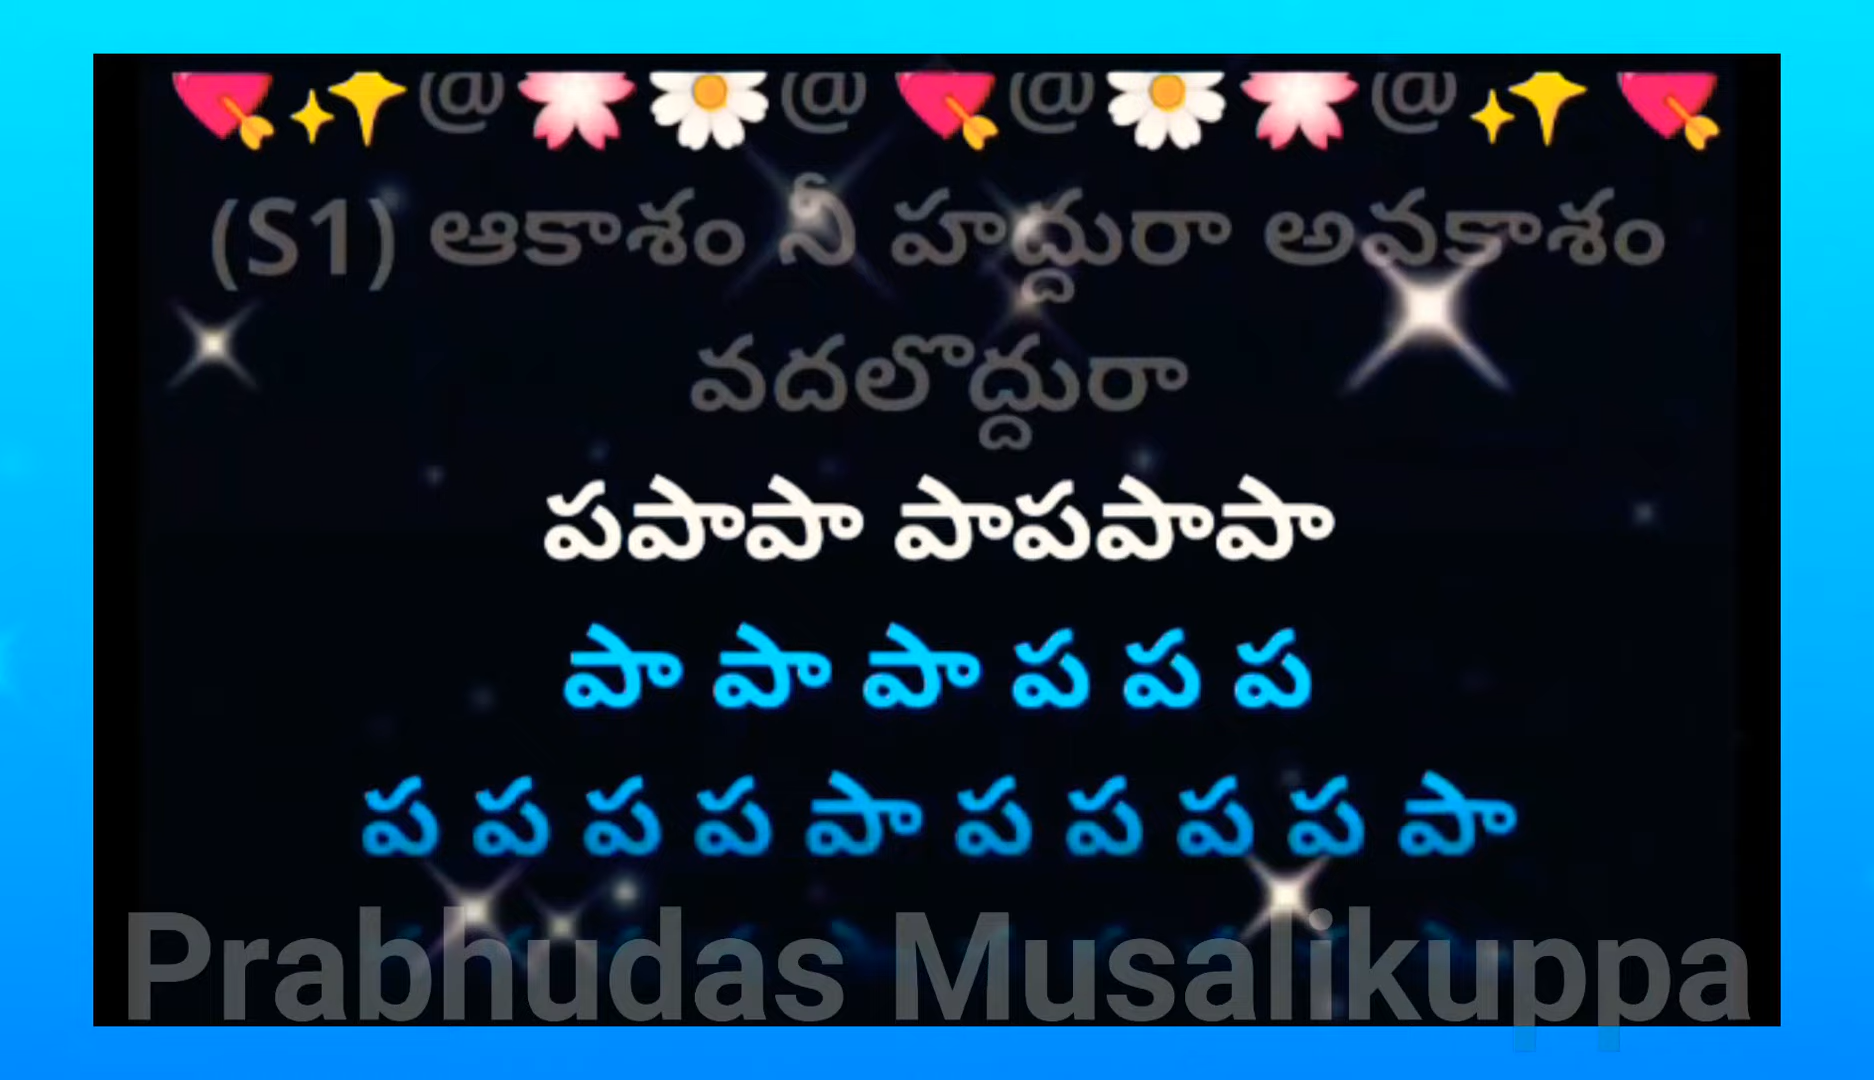 💘✨@🌸🌼@ 💘@🌼🌸@✨ 💘
(S1) ఆకాశం నీ హద్దురా అవకాశం
వదలొద్దురా
పపాపా పాపపాపా
పా పా పా ప ప ప
ప ప ప ప పా ప ప ప ప పా
Prabhudas Musalikuppa